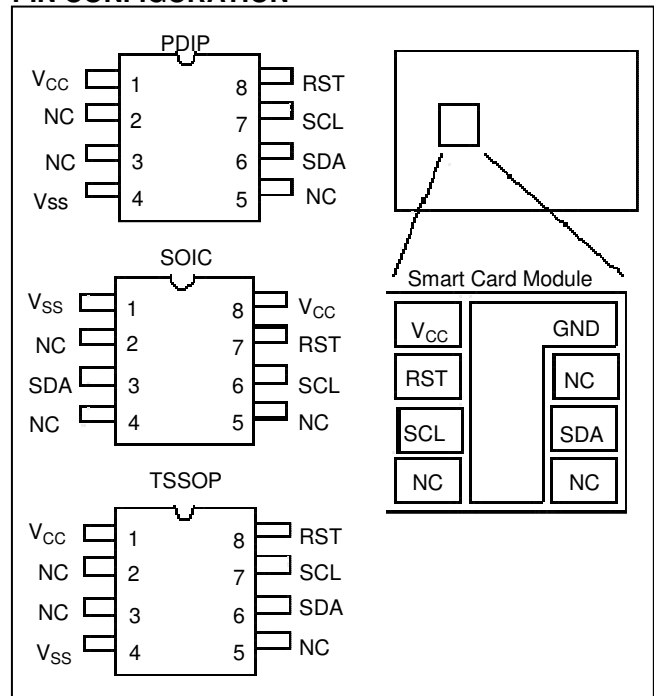 PIN CONFIGURATION
PDIP
VCC 1 8 RST
NC 2 7 SCL
NC 3 6 SDA
Vss 4 5 NC
SOIC
VSS 1 8 VCC
NC 2 7 RST
SDA 3 6 SCL
NC 4 5 NC
TSSOP
VCC 1 8 RST
NC 2 7 SCL
NC 3 6 SDA
VSS 4 5 NC
Smart Card Module
VCC GND
RST NC
SCL SDA
NC NC